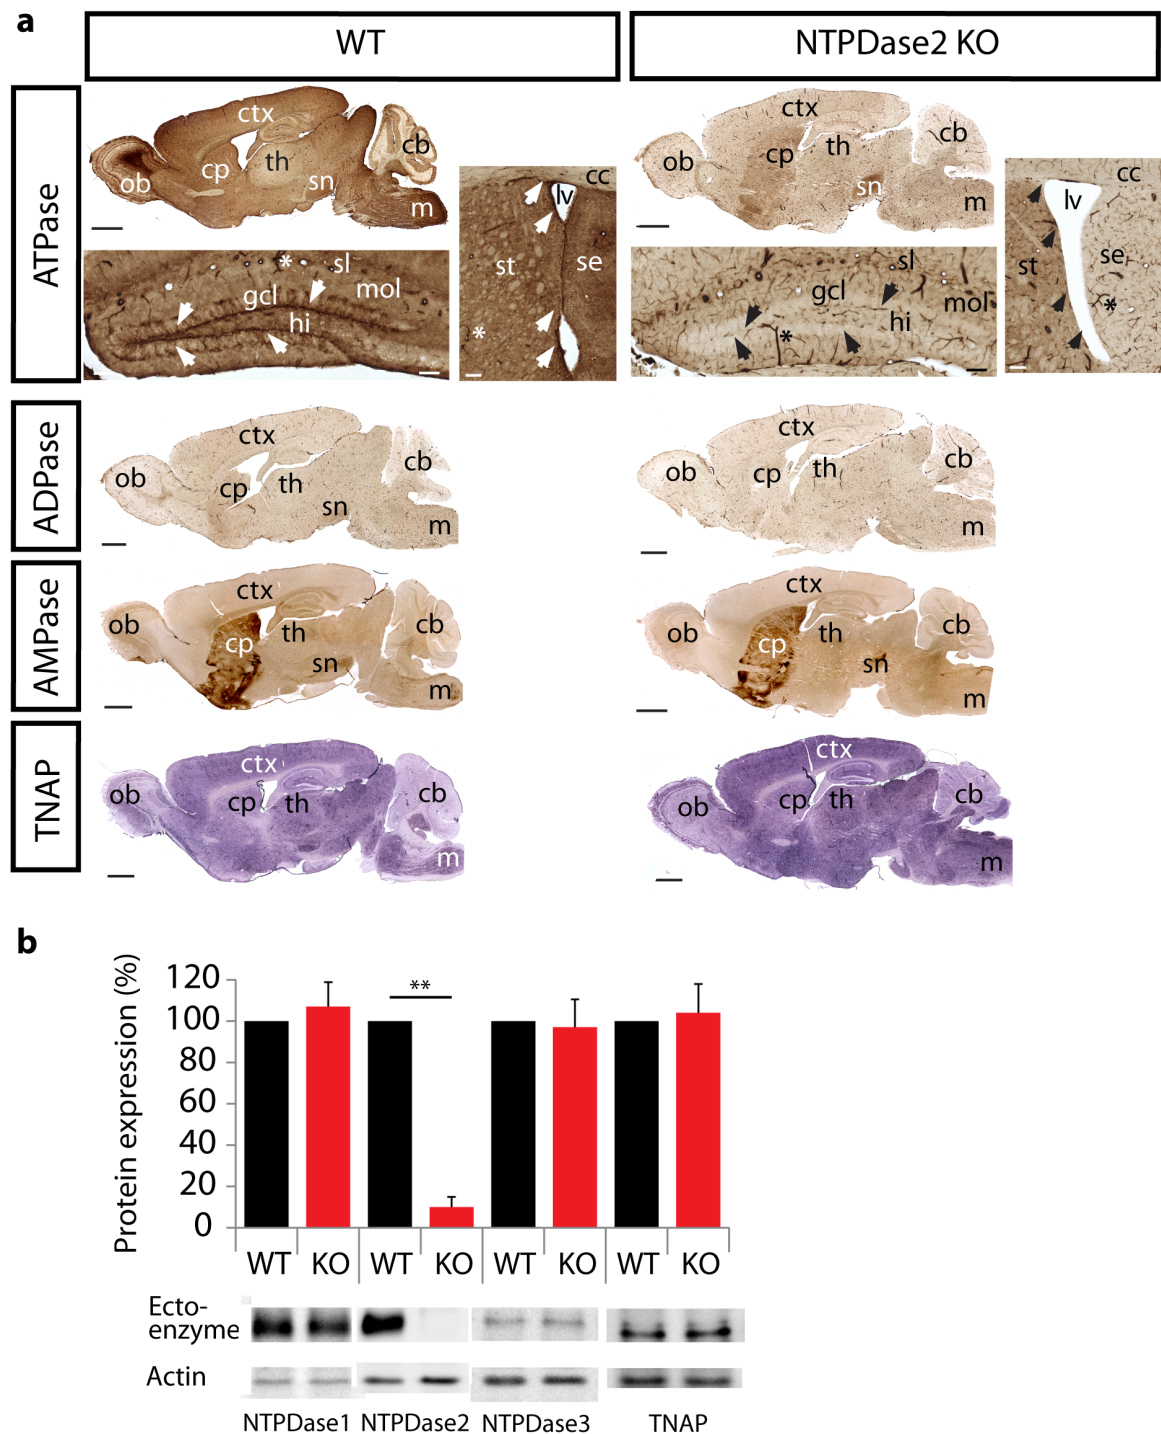 a
WT
NTPDase2 KO
ATPase
ctx
cb
ob
cp
th
sn
m
cc
lv
st
se
*
*
sl
mol
gcl
hi
ctx
cb
ob
cp
th
sn
m
cc
lv
st
se
*
sl
mol
gcl
hi
*
ADPase
ctx
ob
cb
cp
th
sn
m
ctx
ob
cb
cp
th
m
AMPase
ctx
ob
cb
cp
th
sn
m
ctx
ob
cb
cp
th
sn
m
TNAP
ctx
ob
cb
cp
th
m
ctx
ob
cb
cp
th
m
b
Protein expression (%)
120
100
80
60
40
20
0
**
WT KO WT KO WT KO WT KO
Ecto-
enzyme
Actin
NTPDase1 NTPDase2 NTPDase3 TNAP